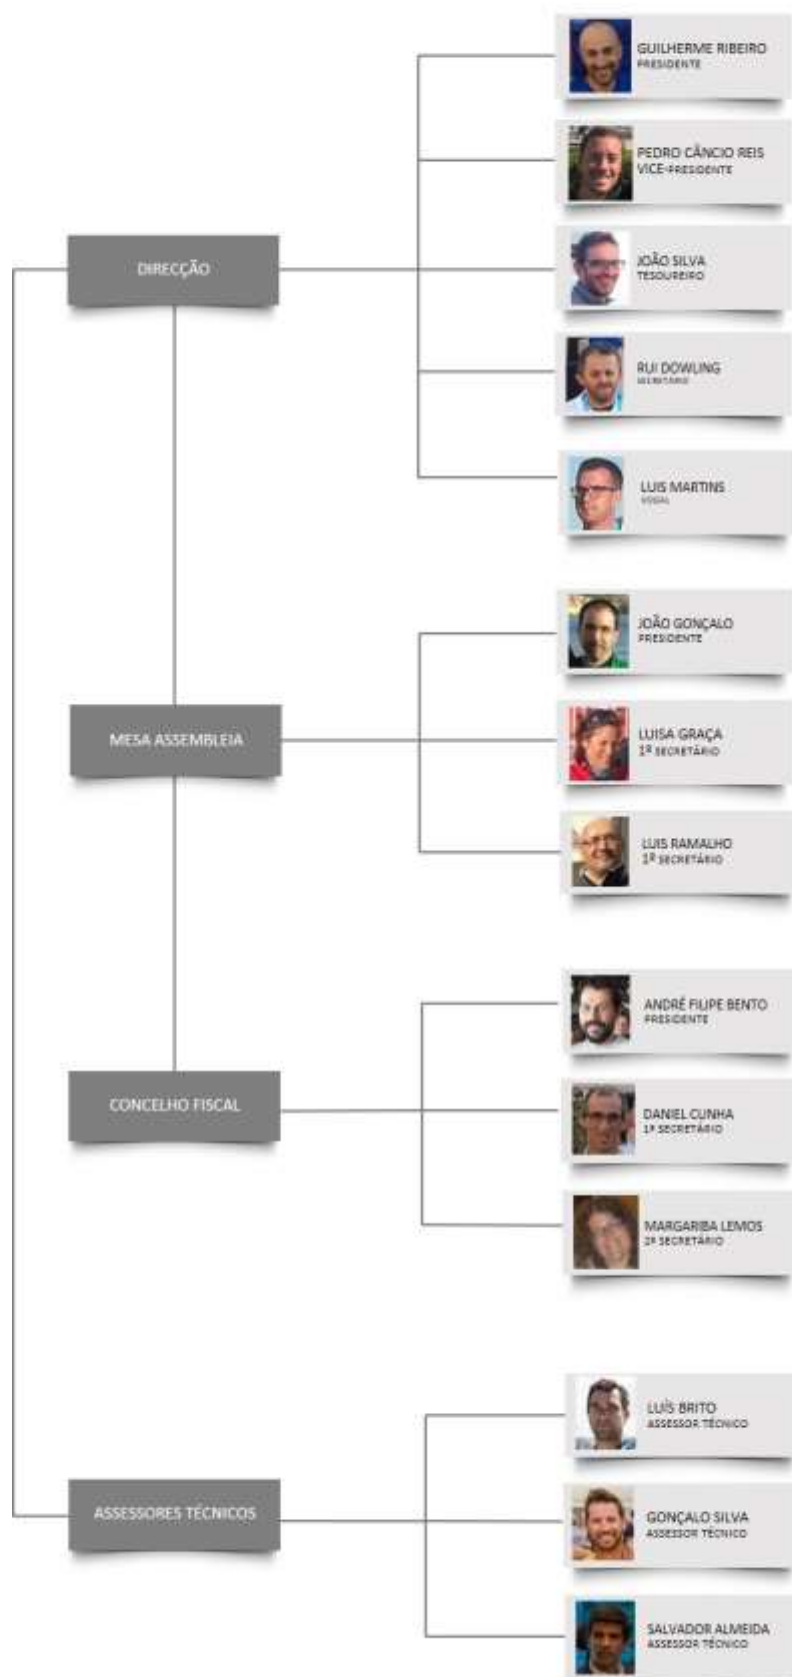 GUILHERME RIBEIRO
PRESIDENTE
PEDRO CÂNCIO REIS
VICE-PRESIDENTE
DIRECÇÃO
JOÃO SILVA
TESOUREIRO
RUI DOWLING
SECRETÁRIO
LUIS MARTINS
VOGAL
JOÃO GONÇALO
PRESIDENTE
MESA ASSEMBLEIA
LUISA GRAÇA
1º SECRETÁRIO
LUIS RAMALHO
1º SECRETÁRIO
ANDRÉ FILIPE BENTO
PRESIDENTE
CONCELHO FISCAL
DANIEL CUNHA
1º SECRETÁRIO
MARGARIBA LEMOS
2º SECRETÁRIO
LUÍS BRITO
ASSESSOR TÉCNICO
ASSESSORES TÉCNICOS
GONÇALO SILVA
ASSESSOR TÉCNICO
SALVADOR ALMEIDA
ASSESSOR TÉCNICO